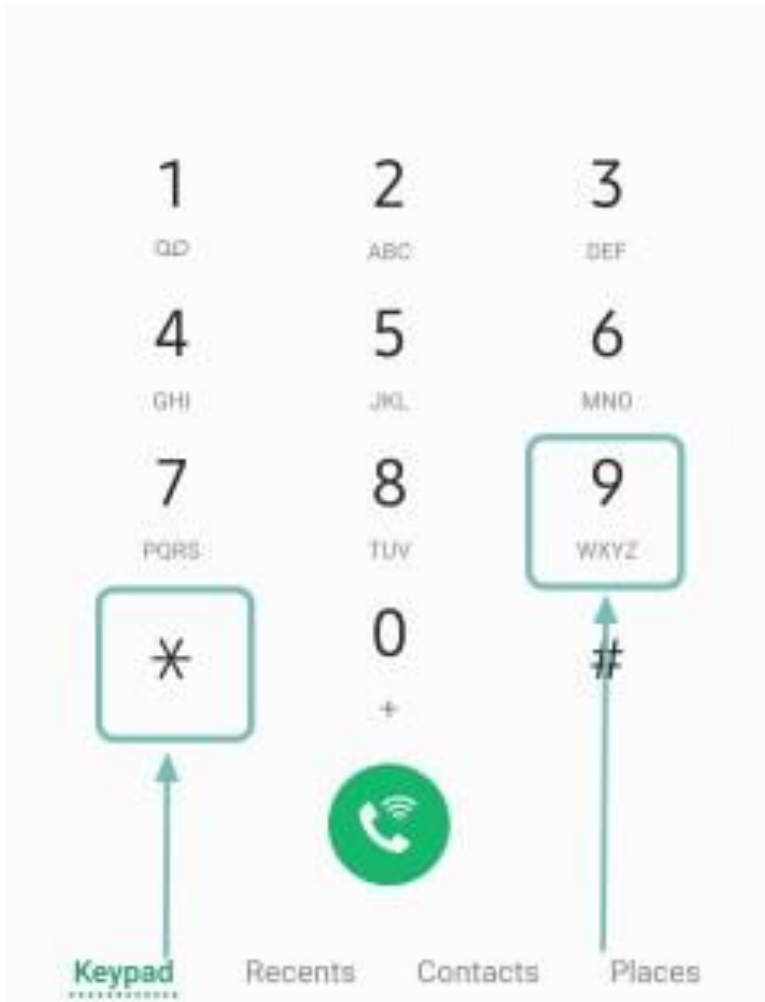 1 2 3
ABC DEF
4 5 6
GHI JKL MNO
7 8 9
PQRS TUV WXYZ
* 0 #
+
Keypad Recents Contacts Places